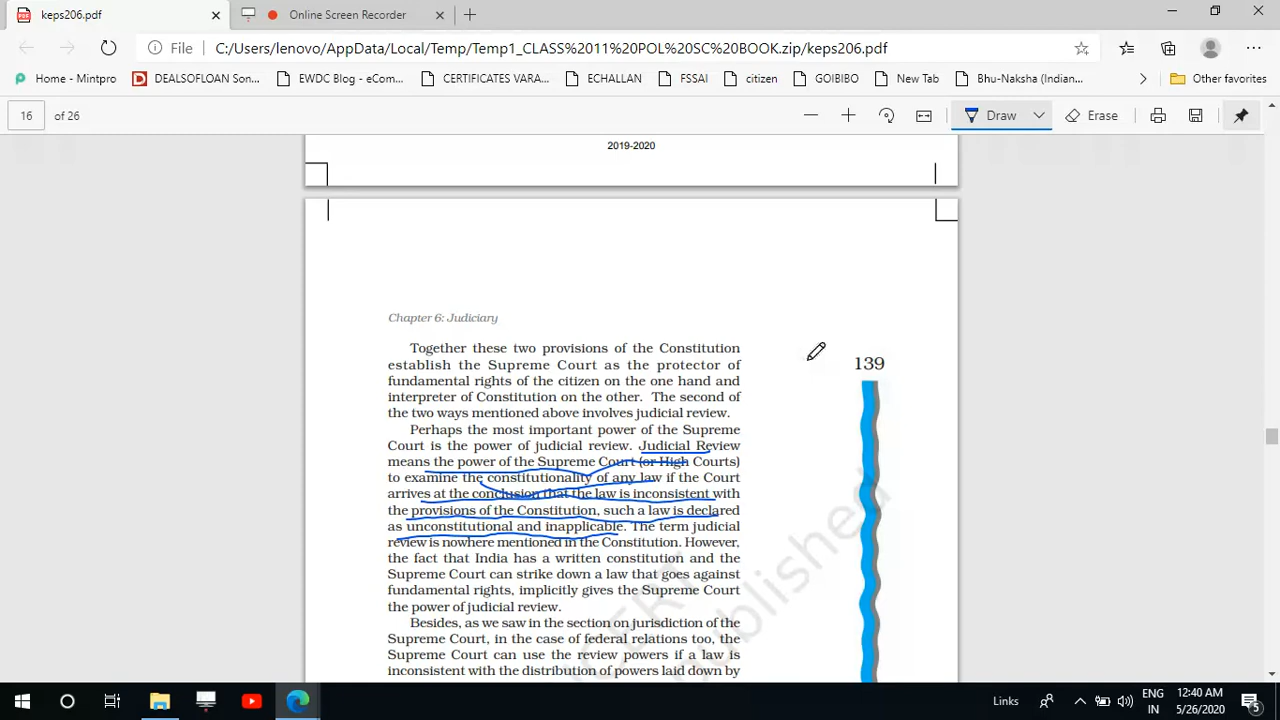 keps206.pdf
Online Screen Recorder
File C:/Users/lenovo/AppData/Local/Temp/Temp1_CLASS%2011%20POL%20SC%20BOOK.zip/keps206.pdf
Home - Mintpro DEALSOFLOAN Son... EWDC Blog - eCom... CERTIFICATES VARA... ECHALLAN FSSAI citizen GOIBIBO New Tab Bhu-Naksha (Indian... Other favorites
16 of 26 Draw Erase
2019-2020
Chapter 6: Judiciary
139
Together these two provisions of the Constitution
establish the Supreme Court as the protector of
fundamental rights of the citizen on the one hand and
interpreter of Constitution on the other. The second of
the two ways mentioned above involves judicial review.
Perhaps the most important power of the Supreme
Court is the power of judicial review. Judicial Review
means the power of the Supreme Court (or High Courts)
to examine the constitutionality of any law if the Court
arrives at the conclusion that the law is inconsistent with
the provisions of the Constitution, such a law is declared
as unconstitutional and inapplicable. The term judicial
review is nowhere mentioned in the Constitution. However,
the fact that India has a written constitution and the
Supreme Court can strike down a law that goes against
fundamental rights, implicitly gives the Supreme Court
the power of judicial review.
Besides, as we saw in the section on jurisdiction of the
Supreme Court, in the case of federal relations too, the
Supreme Court can use the review powers if a law is
inconsistent with the distribution of powers laid down by
published
Links
ENG
IN
12:40 AM
5/26/2020
5